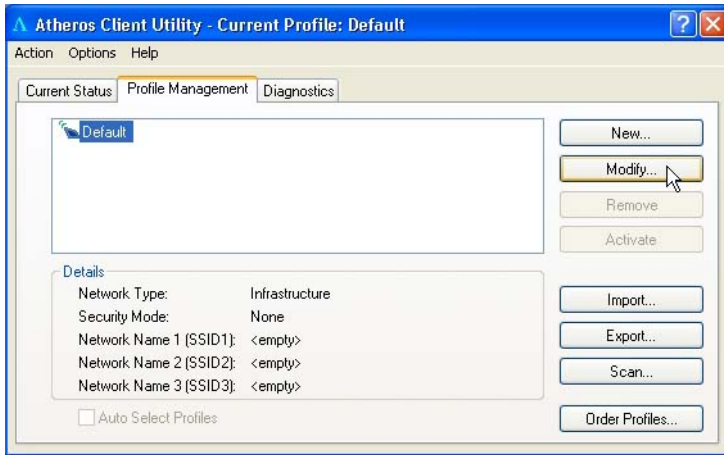 Atheros Client Utility - Current Profile: Default
Action Options Help
Current Status Profile Management Diagnostics
Default
New...
Modify...
Remove
Activate
Details
Network Type: Infrastructure
Security Mode: None
Network Name 1 (SSID1): <empty>
Network Name 2 (SSID2): <empty>
Network Name 3 (SSID3): <empty>
Import...
Export...
Scan...
Auto Select Profiles
Order Profiles...